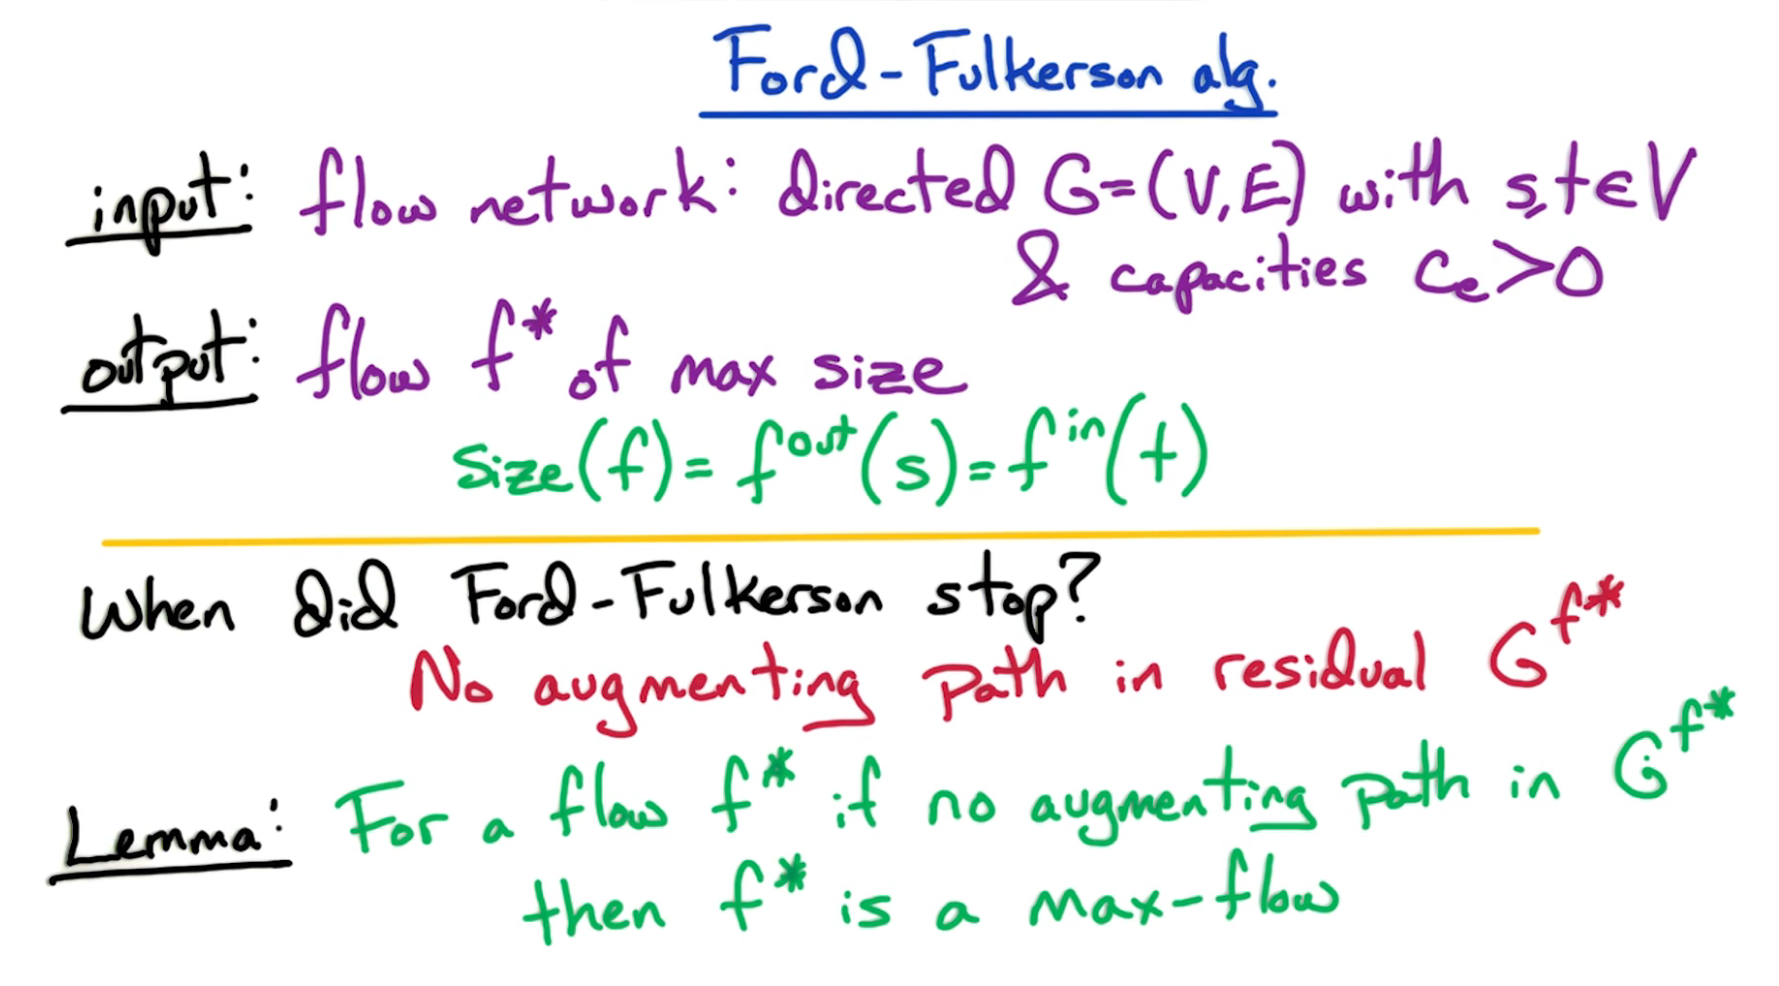 Ford-Fulkerson alg.
input: flow network: directed G=(V,E) with s,t∈V
& capacities Cₑ>0
output: flow f* of max size
Size(f) = f^out(s) = f^in(t)
When did Ford-Fulkerson stop?
No augmenting path in residual G^f*
Lemma: For a flow f* if no augmenting path in G^f*
then f* is a max-flow